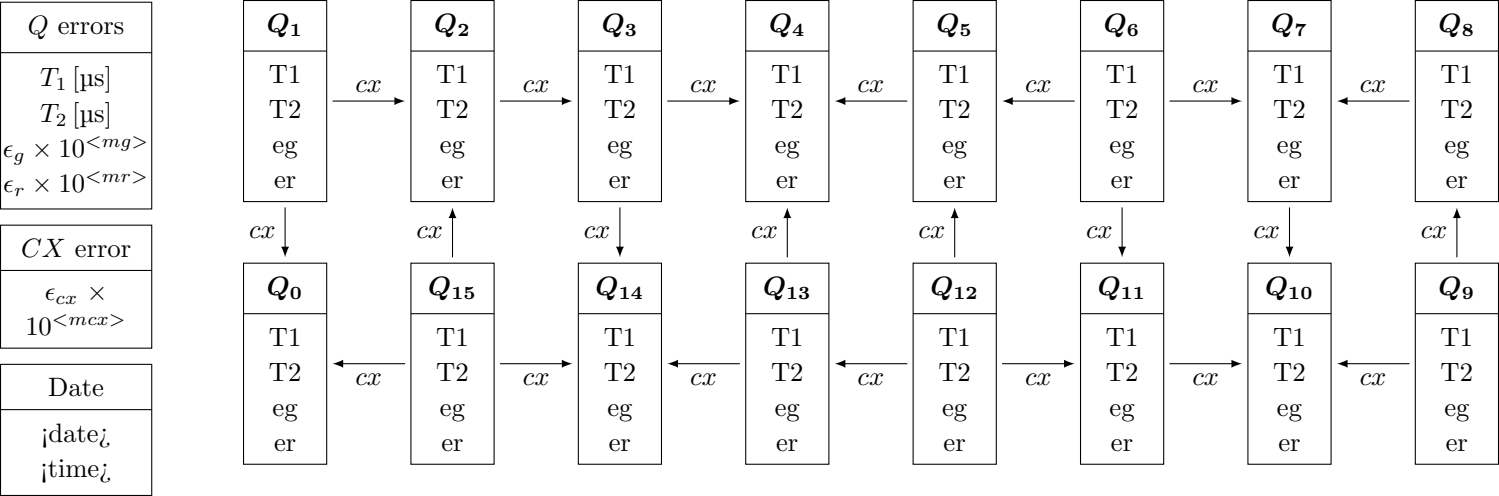 Q errors
T₁ [µs]
T₂ [µs]
ϵ_g × 10^{<mg>}
ϵ_r × 10^{<mr>}
CX error
ϵ_cx ×
10^{<mcx>}
Date
¡date¿
¡time¿
Q₁ Q₂ Q₃ Q₄ Q₅ Q₆ Q₇ Q₈
T1 T1 T1 T1 T1 T1 T1 T1
cx cx cx cx cx cx cx
T2 T2 T2 T2 T2 T2 T2 T2
eg eg eg eg eg eg eg eg
er er er er er er er er
cx cx cx cx cx cx cx cx
Q₀ Q₁₅ Q₁₄ Q₁₃ Q₁₂ Q₁₁ Q₁₀ Q₉
T1 T1 T1 T1 T1 T1 T1 T1
T2 T2 T2 T2 T2 T2 T2 T2
cx cx cx cx cx cx cx
eg eg eg eg eg eg eg eg
er er er er er er er er